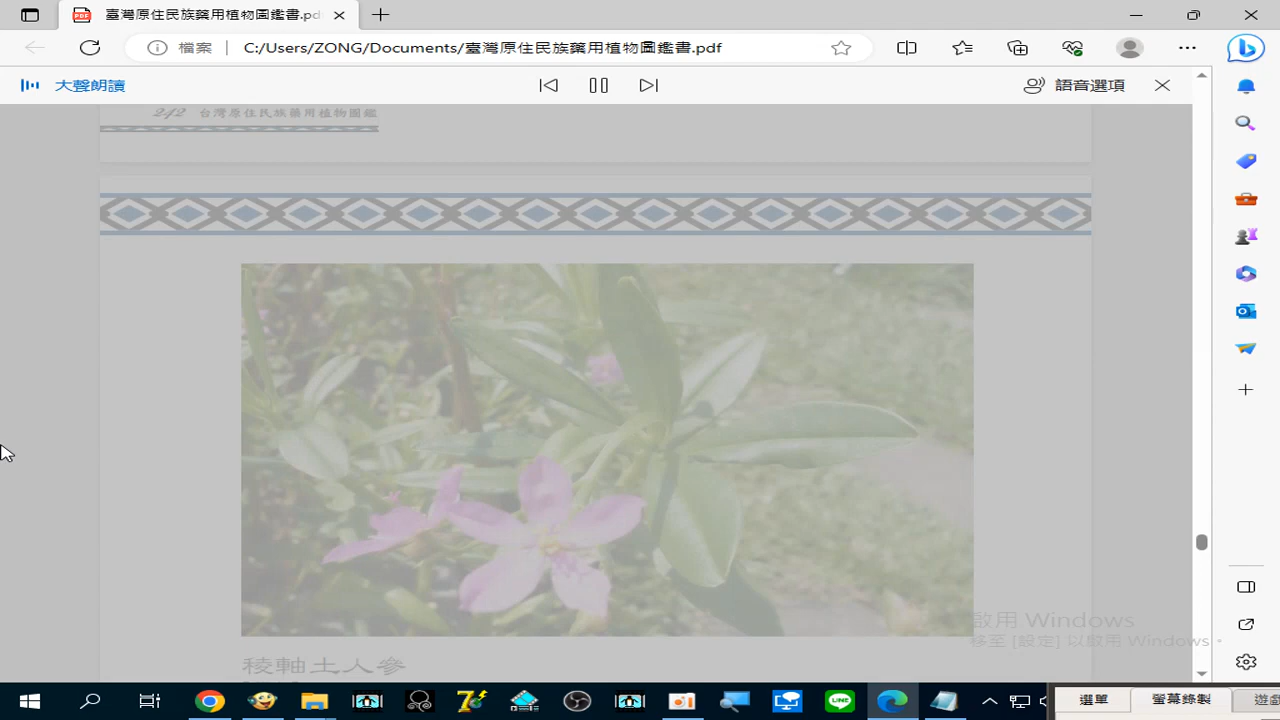 臺灣原住民族藥用植物圖鑑書.pd
檔案
C:/Users/ZONG/Documents/臺灣原住民族藥用植物圖鑑書.pdf
大聲朗讀
語音選項
242 台灣原住民族藥用植物圖鑑
稜軸土人參
啟用 Windows
移至 [設定] 以啟用 Windows。
選單
螢幕錄製
遊戲